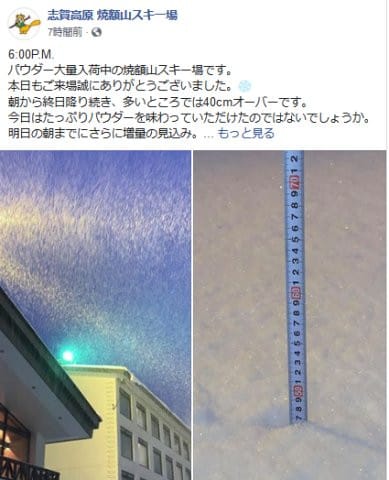 志賀高原 焼額山スキー場
7時間前 ·
6:00P.M.
パウダー大量入荷中の焼額山スキー場です。
本日もご来場誠にありがとうございました。❄
朝から終日降り続き、多いところでは40cmオーバーです。
今日はたっぷりパウダーを味わっていただけたのではないでしょうか。
明日の朝までにさらに増量の見込み。... もっと見る